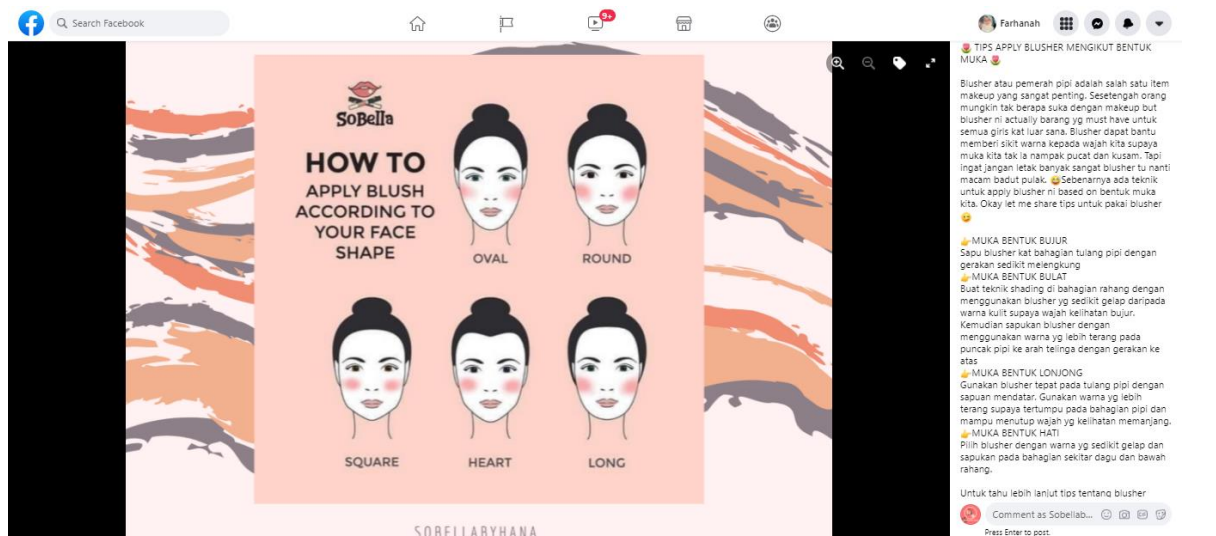 Search Facebook
9+
Farhanah
SoBella
HOW TO
APPLY BLUSH
ACCORDING TO
YOUR FACE
SHAPE
OVAL
ROUND
SQUARE
HEART
LONG
SOBELLABYHANA
TIPS APPLY BLUSHER MENGIKUT BENTUK
MUKA
Blusher atau pemerah pipi adalah salah satu item
makeup yang sangat penting. Sesetengah orang
mungkin tak berapa suka dengan makeup but
blusher ni actually barang yg must have untuk
semua giris kat luar sana. Blusher dapat bantu
memberi sikit warna kepada wajah kita supaya
muka kita tak la nampak pucat dan kusam. Tapi
ingat jangan letak banyak sangat blusher tu nanti
macam badut pulak. 😄Sebenarnya ada teknik
untuk apply blusher ni based on bentuk muka
kita. Okay let me share tips untuk pakai blusher
👉MUKA BENTUK BUJUR
Sapu blusher kat bahagian tulang pipi dengan
gerakan sedikit melengkung
👉MUKA BENTUK BULAT
Buat teknik shading di bahagian rahang dengan
menggunakan blusher yg sedikit gelap daripada
warna kulit supaya wajah kelihatan bujur.
Kemudian sapukan blusher dengan
menggunakan warna yg lebih terang pada
puncak pipi ke arah telinga dengan gerakan ke
atas
👉MUKA BENTUK LONJONG
Gunakan blusher tepat pada tulang pipi dengan
sapuan mendatar. Gunakan warna yg lebih
terang supaya tertumpu pada bahagian pipi dan
mampu menutup wajah yg kelihatan memanjang.
👉MUKA BENTUK HATI
Pilih blusher dengan warna yg sedikit gelap dan
sapukan pada bahagian sekitar dagu dan bawah
rahang.
Untuk tahu lebih lanjut tips tentang blusher
Comment as Sobellab...
Press Enter to post.